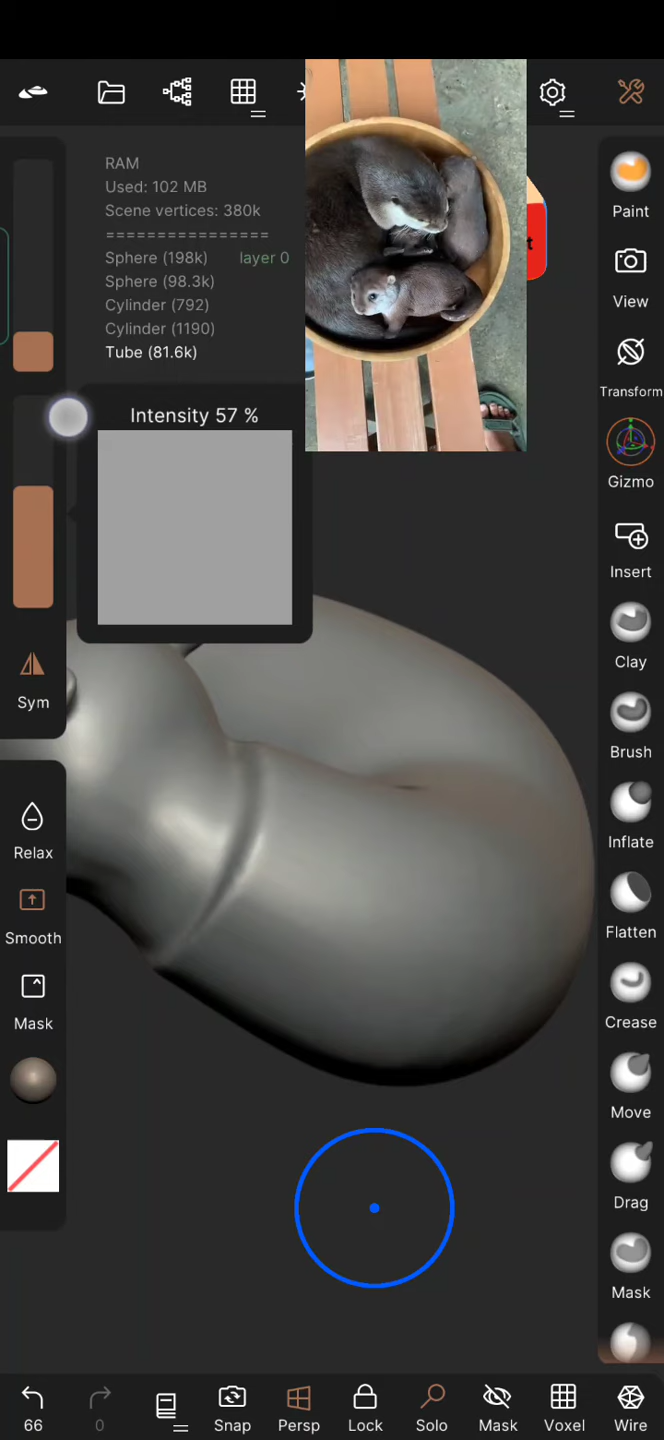 RAM
Used: 102 MB
Scene vertices: 380k
================
Sphere (198k) layer 0
Sphere (98.3k)
Cylinder (792)
Cylinder (1190)
Tube (81.6k)
Intensity 57 %
Sym
Relax
Smooth
Mask
Paint
View
Transform
Gizmo
Insert
Clay
Brush
Inflate
Flatten
Crease
Move
Drag
Mask
66
0
Snap
Persp
Lock
Solo
Mask
Voxel
Wire